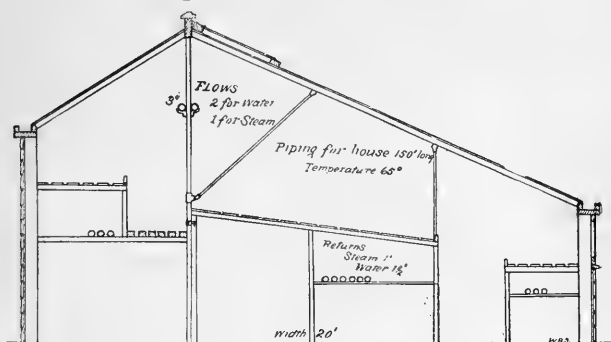 FLOWS
3"
2 for Water
1 for Steam
Piping for house 150' long
Temperature 65°
Returns
Steam 1"
Water 1½"
Width 20'